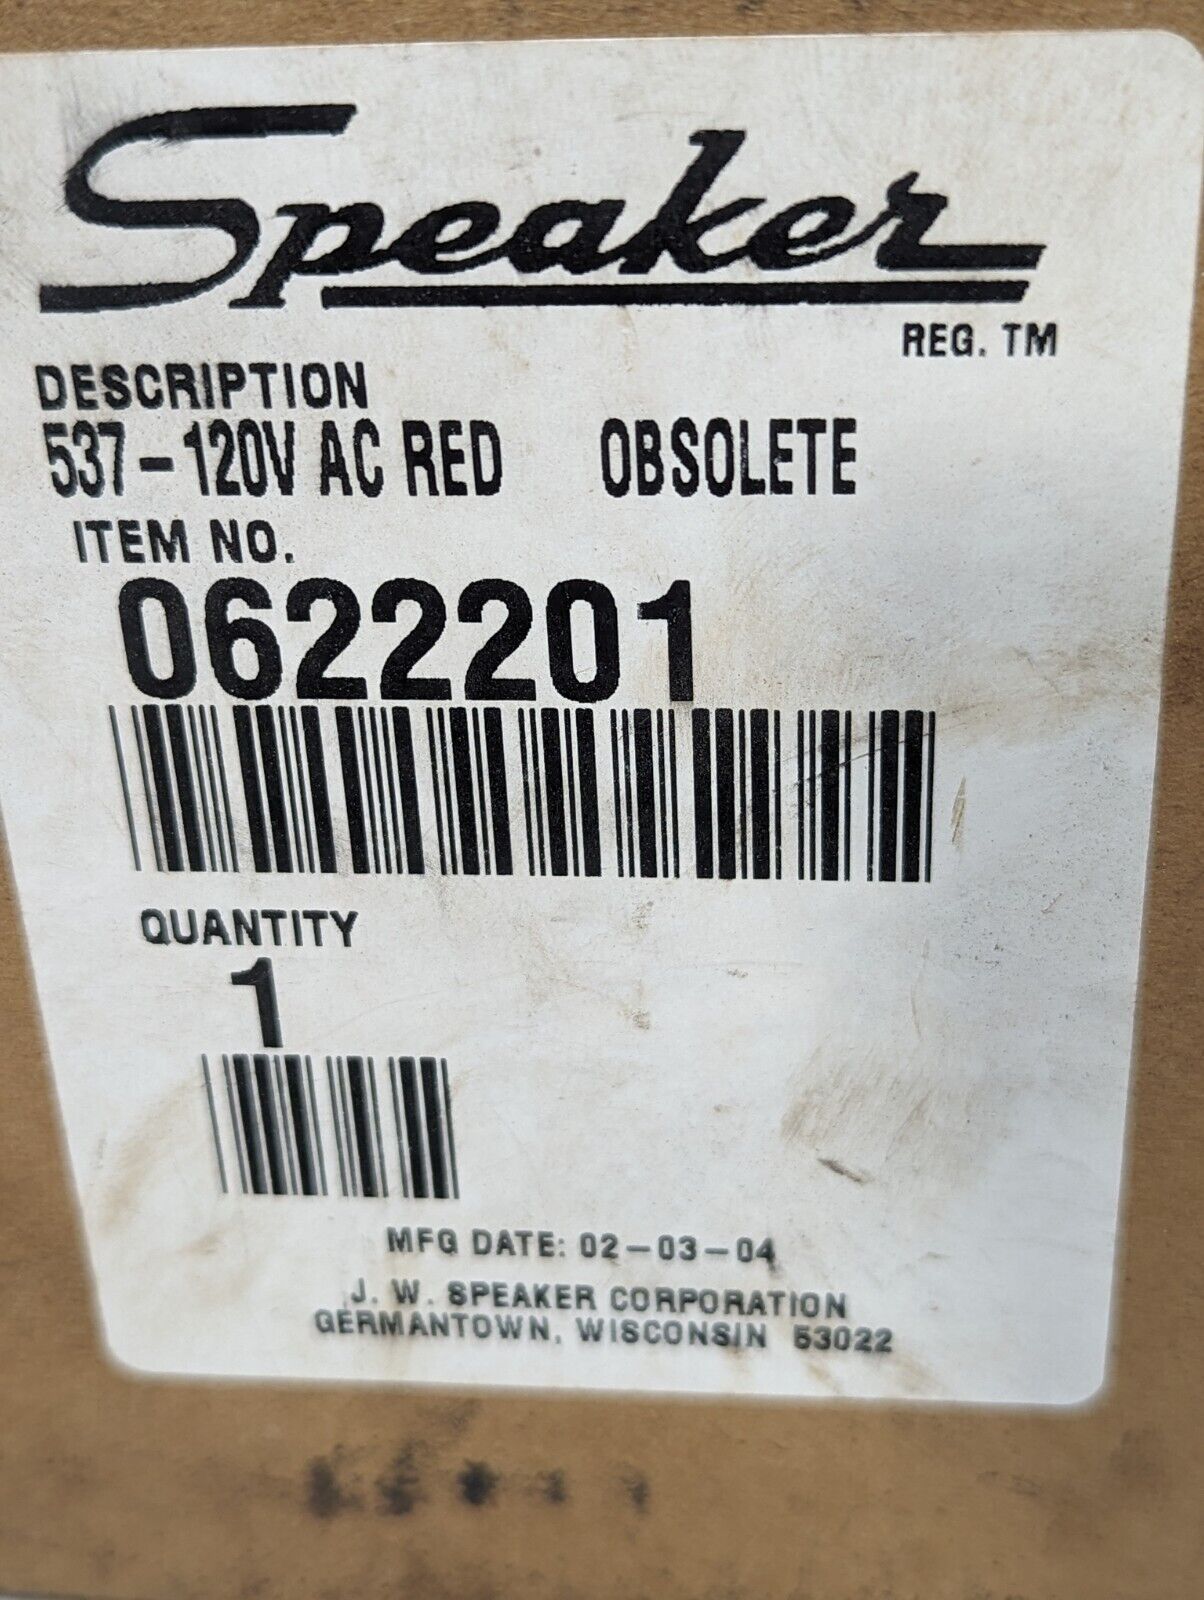 Speaker
REG. TM
DESCRIPTION
537-120V AC RED OBSOLETE
ITEM NO.
0622201
QUANTITY
1
MFG DATE: 02-03-04
J. W. SPEAKER CORPORATION
GERMANTOWN, WISCONSIN 53022